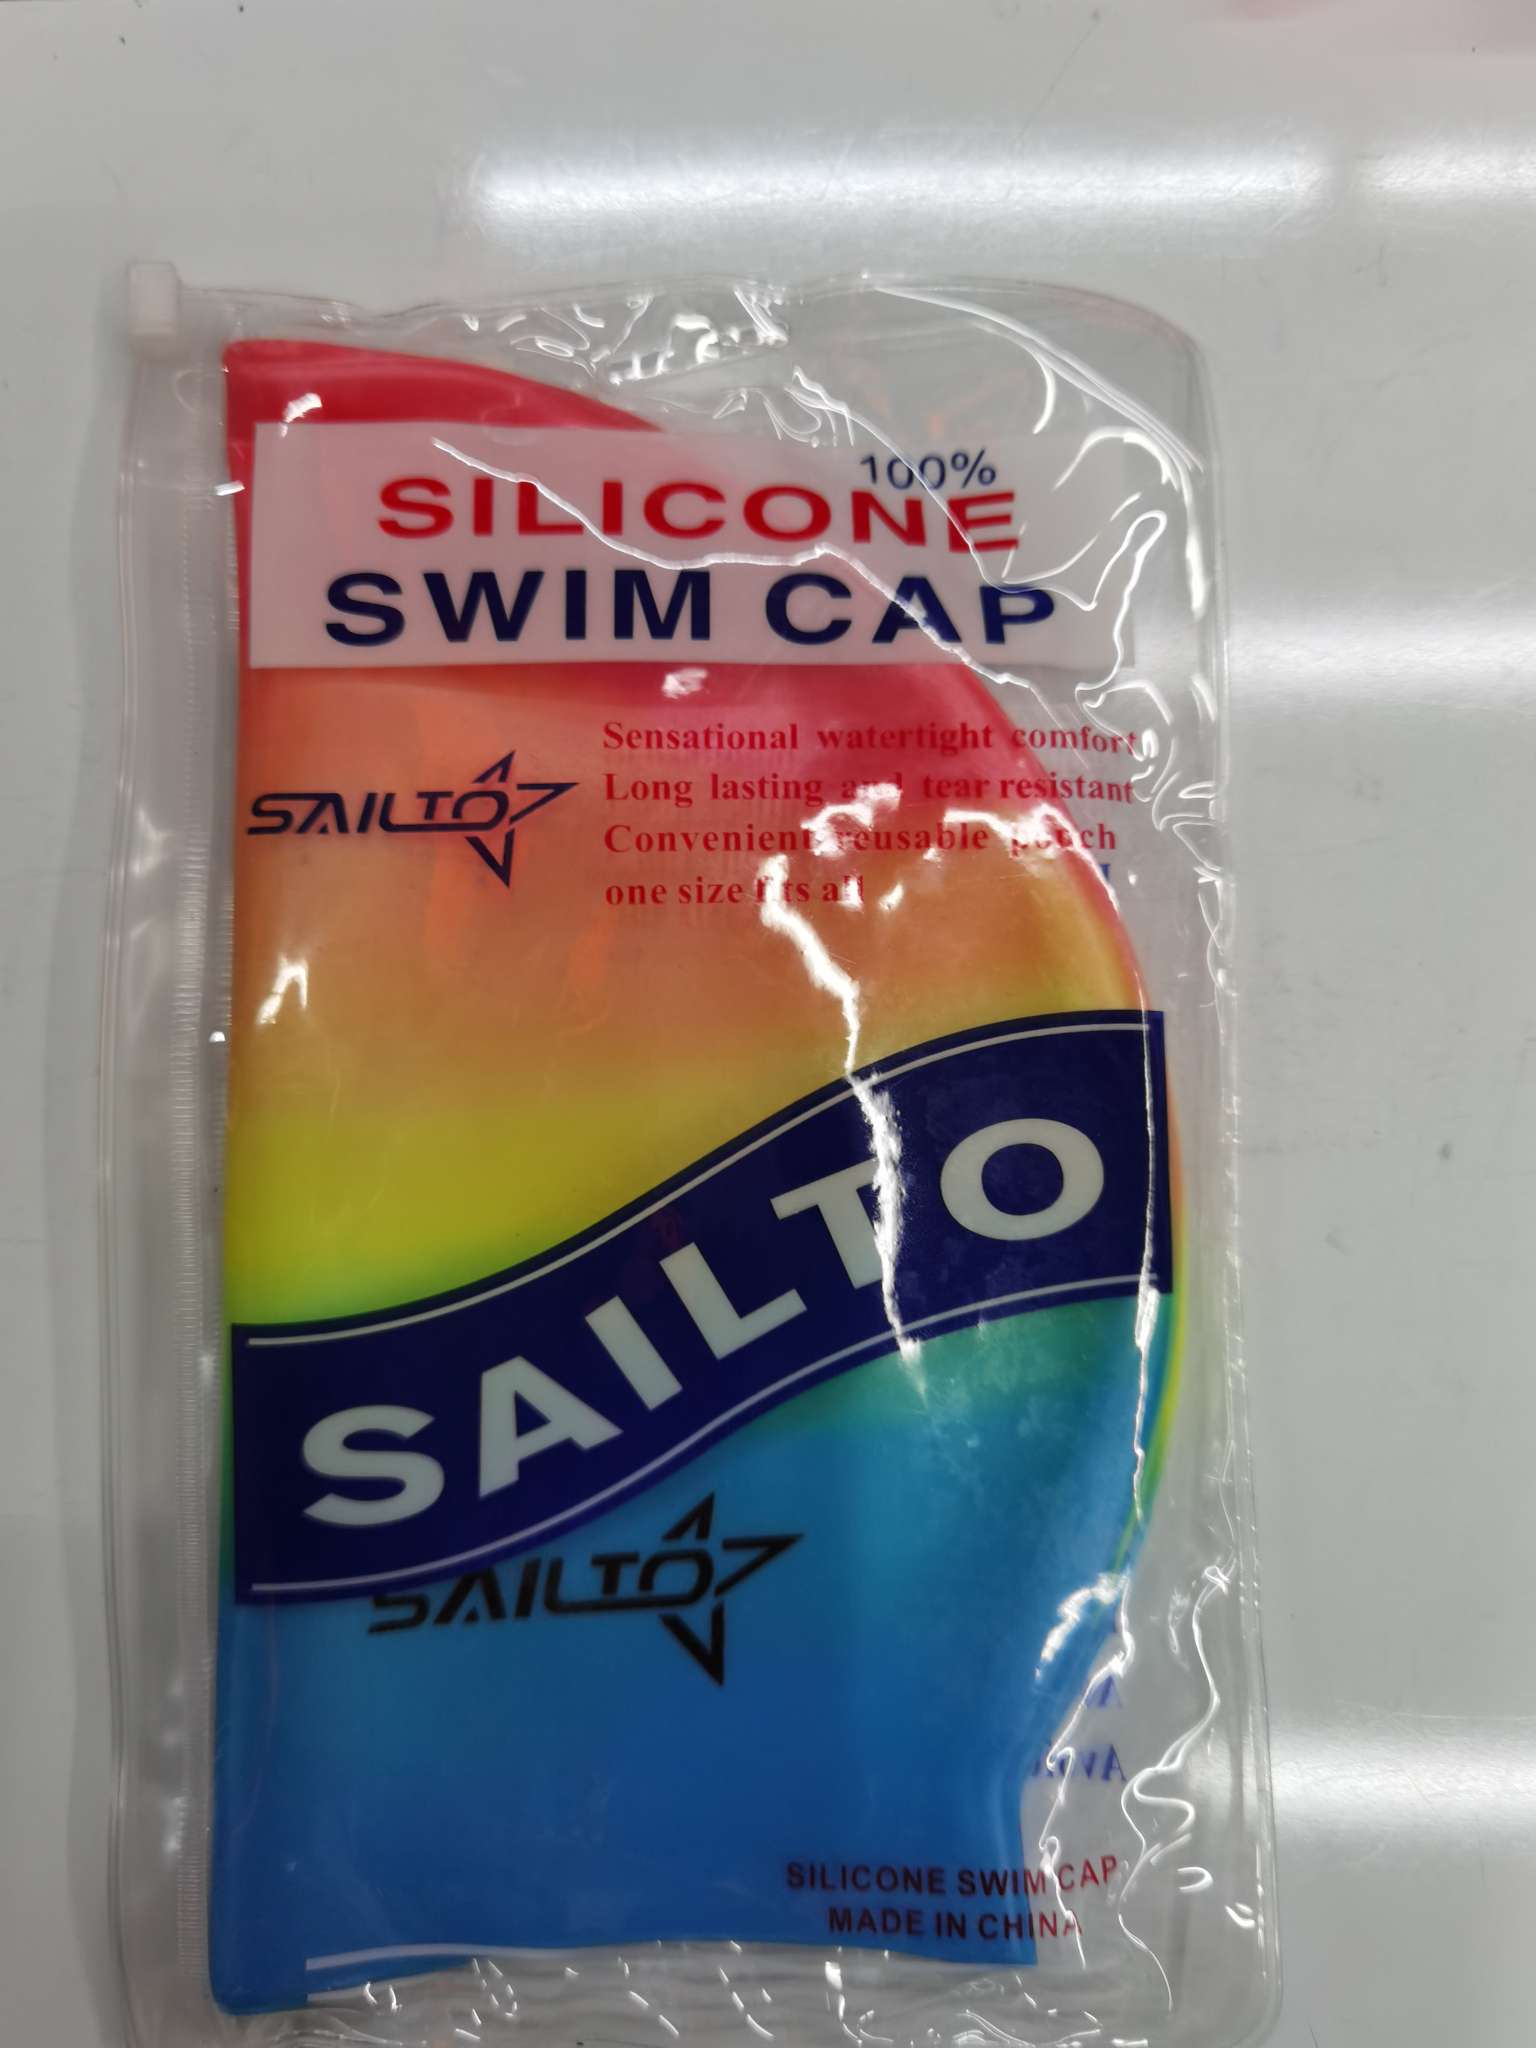 100%
SILICONE
SWIM CAP
SAILTO
Sensational watertight comfort
Long lasting and tear resistant
Convenient reusable pouch
one size fits all
SAILTO
SAILTO
SILICONE SWIM CAP
MADE IN CHINA